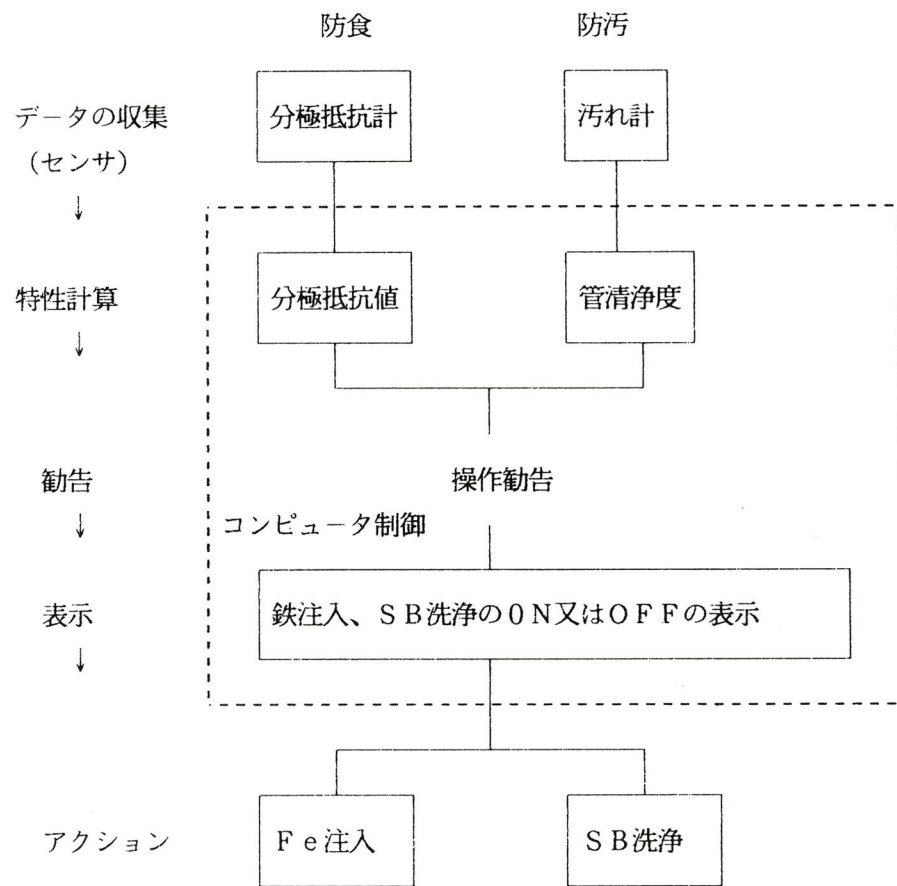 防食 防汚
データの収集 分極抵抗計 汚れ計
(センサ)
↓
特性計算 分極抵抗値 管清浄度
↓
勧告 操作勧告
↓ コンピュータ制御
表示 鉄注入、SB洗浄のON又はOFFの表示
↓
アクション Fe注入 SB洗浄